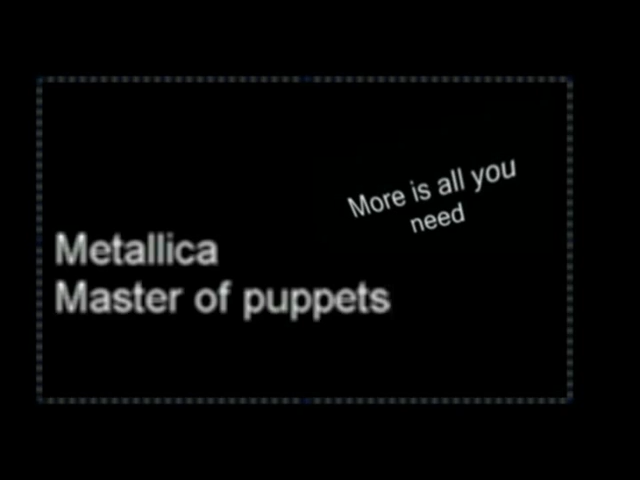 More is all you
need
Metallica
Master of puppets